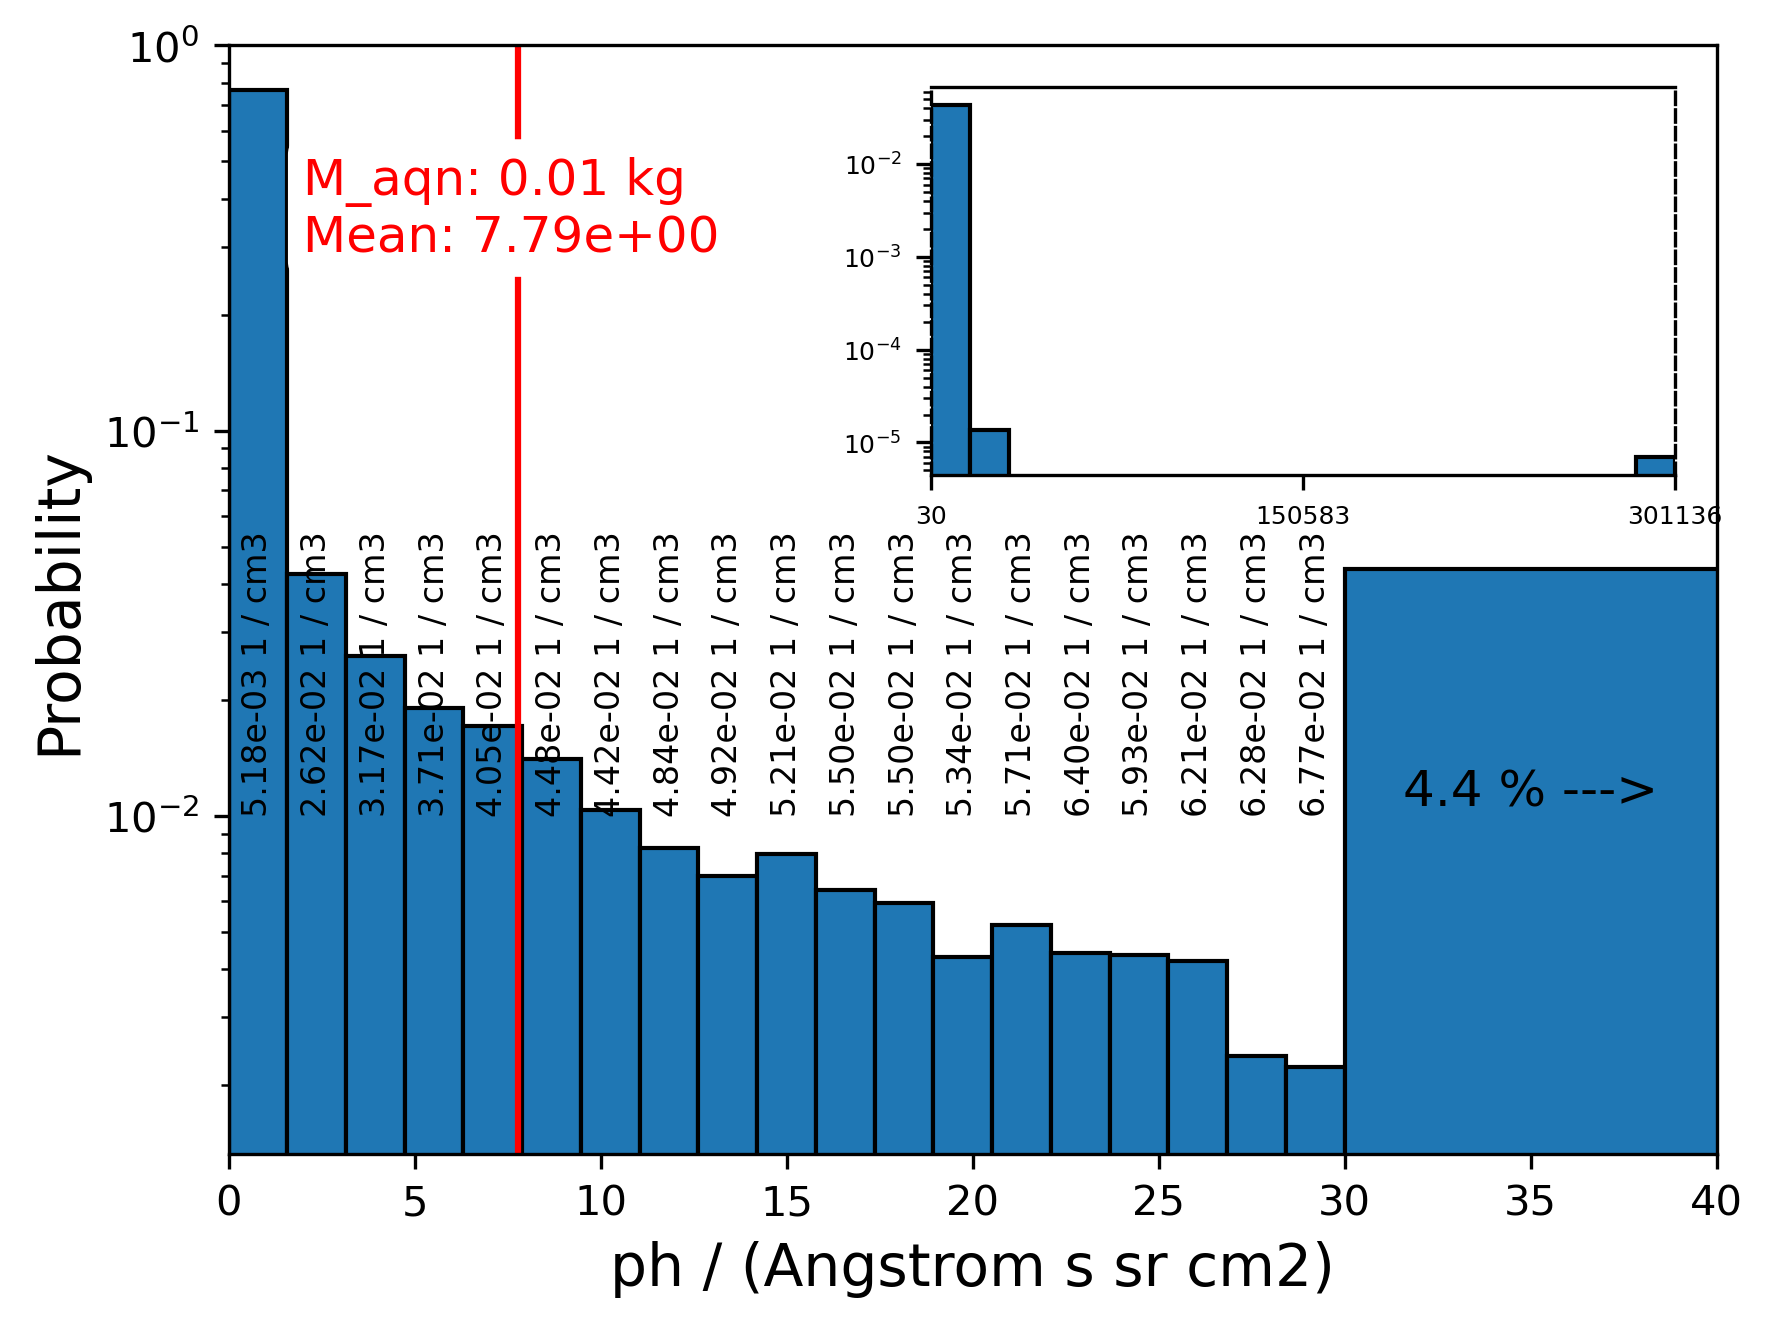 10⁰
10⁻¹
10⁻²
Probability
M_aqn: 0.01 kg
Mean: 7.79e+00
10⁻²
10⁻³
10⁻⁴
10⁻⁵
30 150583 301136
5.18e-03 1 / cm3
2.62e-02 1 / cm3
3.17e-02 1 / cm3
3.71e-02 1 / cm3
4.05e-02 1 / cm3
4.48e-02 1 / cm3
4.42e-02 1 / cm3
4.84e-02 1 / cm3
4.92e-02 1 / cm3
5.21e-02 1 / cm3
5.50e-02 1 / cm3
5.50e-02 1 / cm3
5.34e-02 1 / cm3
5.71e-02 1 / cm3
6.40e-02 1 / cm3
5.93e-02 1 / cm3
6.21e-02 1 / cm3
6.28e-02 1 / cm3
6.77e-02 1 / cm3
4.4 % --->
0 5 10 15 20 25 30 35 40
ph / (Angstrom s sr cm2)